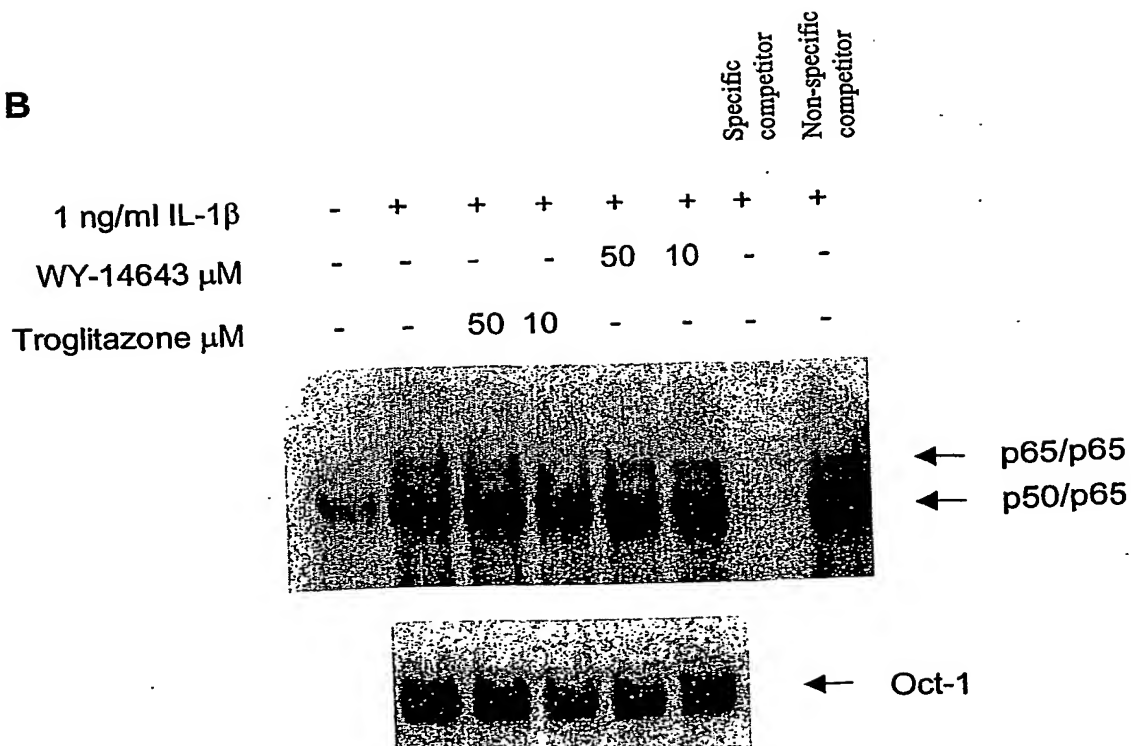 B
Specific
competitor
Non-specific
competitor
1 ng/ml IL-1β - + + + + + + +
WY-14643 μM - - - - 50 10 - -
Troglitazone μM - - 50 10 - - - -
p65/p65
p50/p65
Oct-1